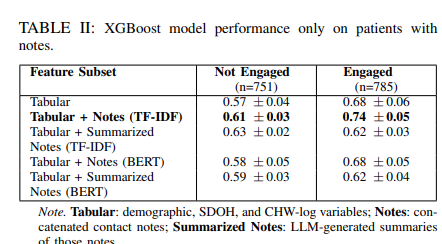 TABLE II: XGBoost model performance only on patients with
notes.
Feature Subset Not Engaged Engaged
(n=751) (n=785)
Tabular 0.57 ±0.04 0.68 ±0.06
Tabular + Notes (TF-IDF) 0.61 ±0.03 0.74 ±0.05
Tabular + Summarized 0.63 ±0.02 0.62 ±0.03
Notes (TF-IDF)
Tabular + Notes (BERT) 0.58 ±0.05 0.68 ±0.05
Tabular + Summarized 0.59 ±0.03 0.62 ±0.04
Notes (BERT)
Note. Tabular: demographic, SDOH, and CHW-log variables; Notes: con-
catenated contact notes; Summarized Notes: LLM-generated summaries
of those notes